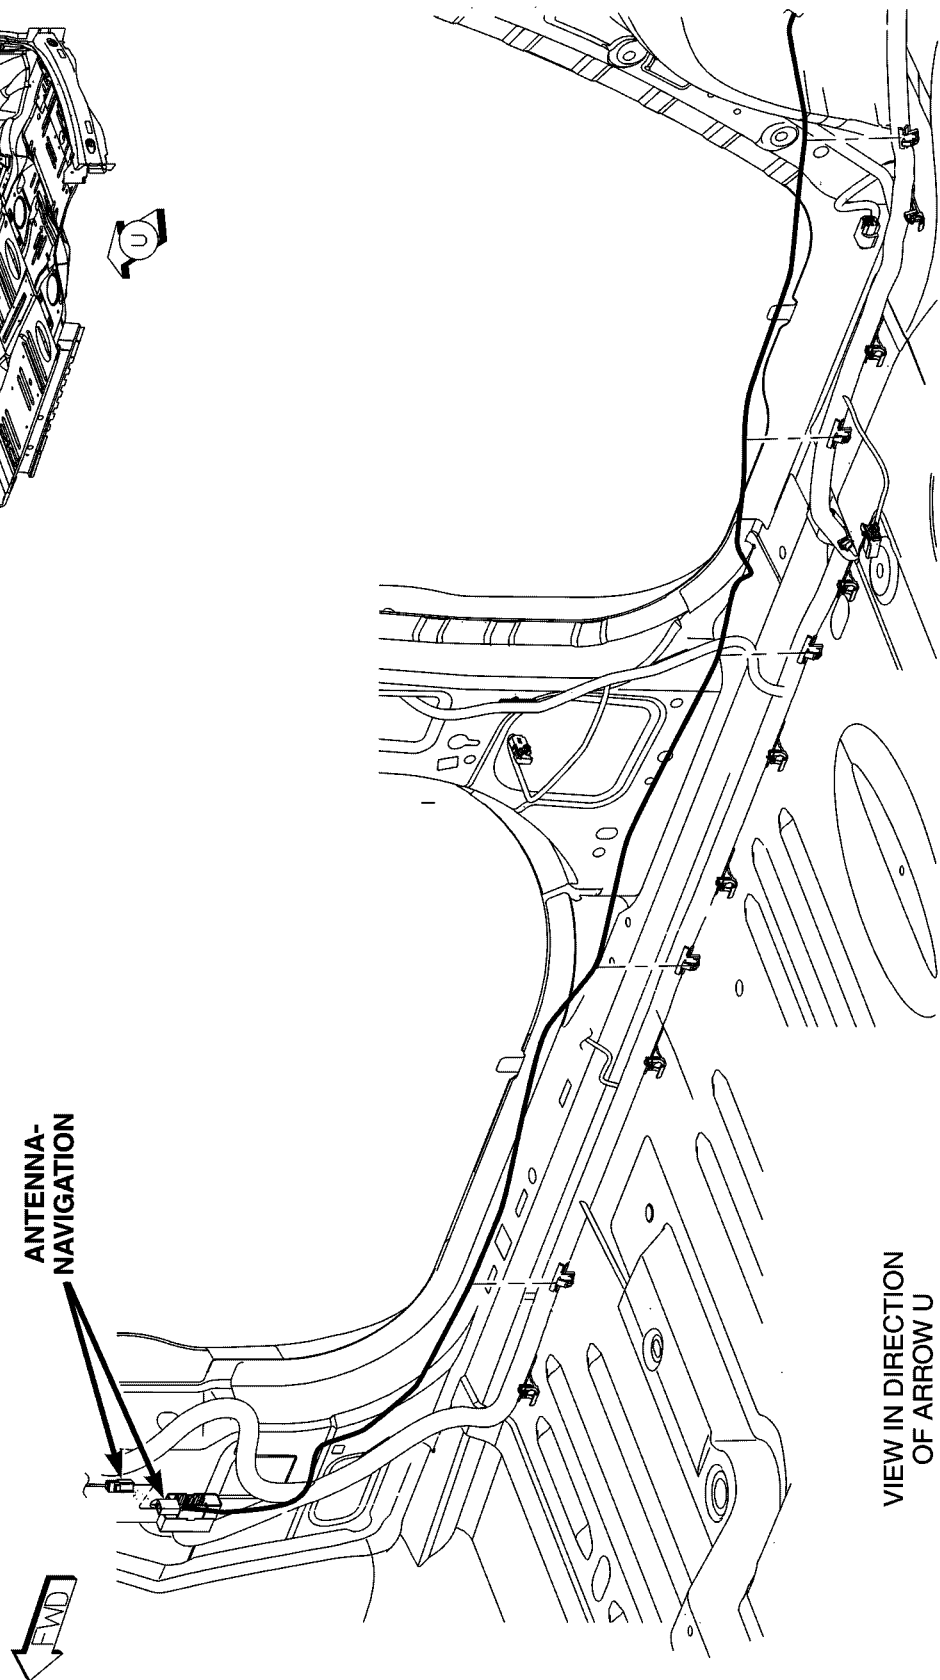 U
ANTENNA-
NAVIGATION
VIEW IN DIRECTION
OF ARROW U
FWD